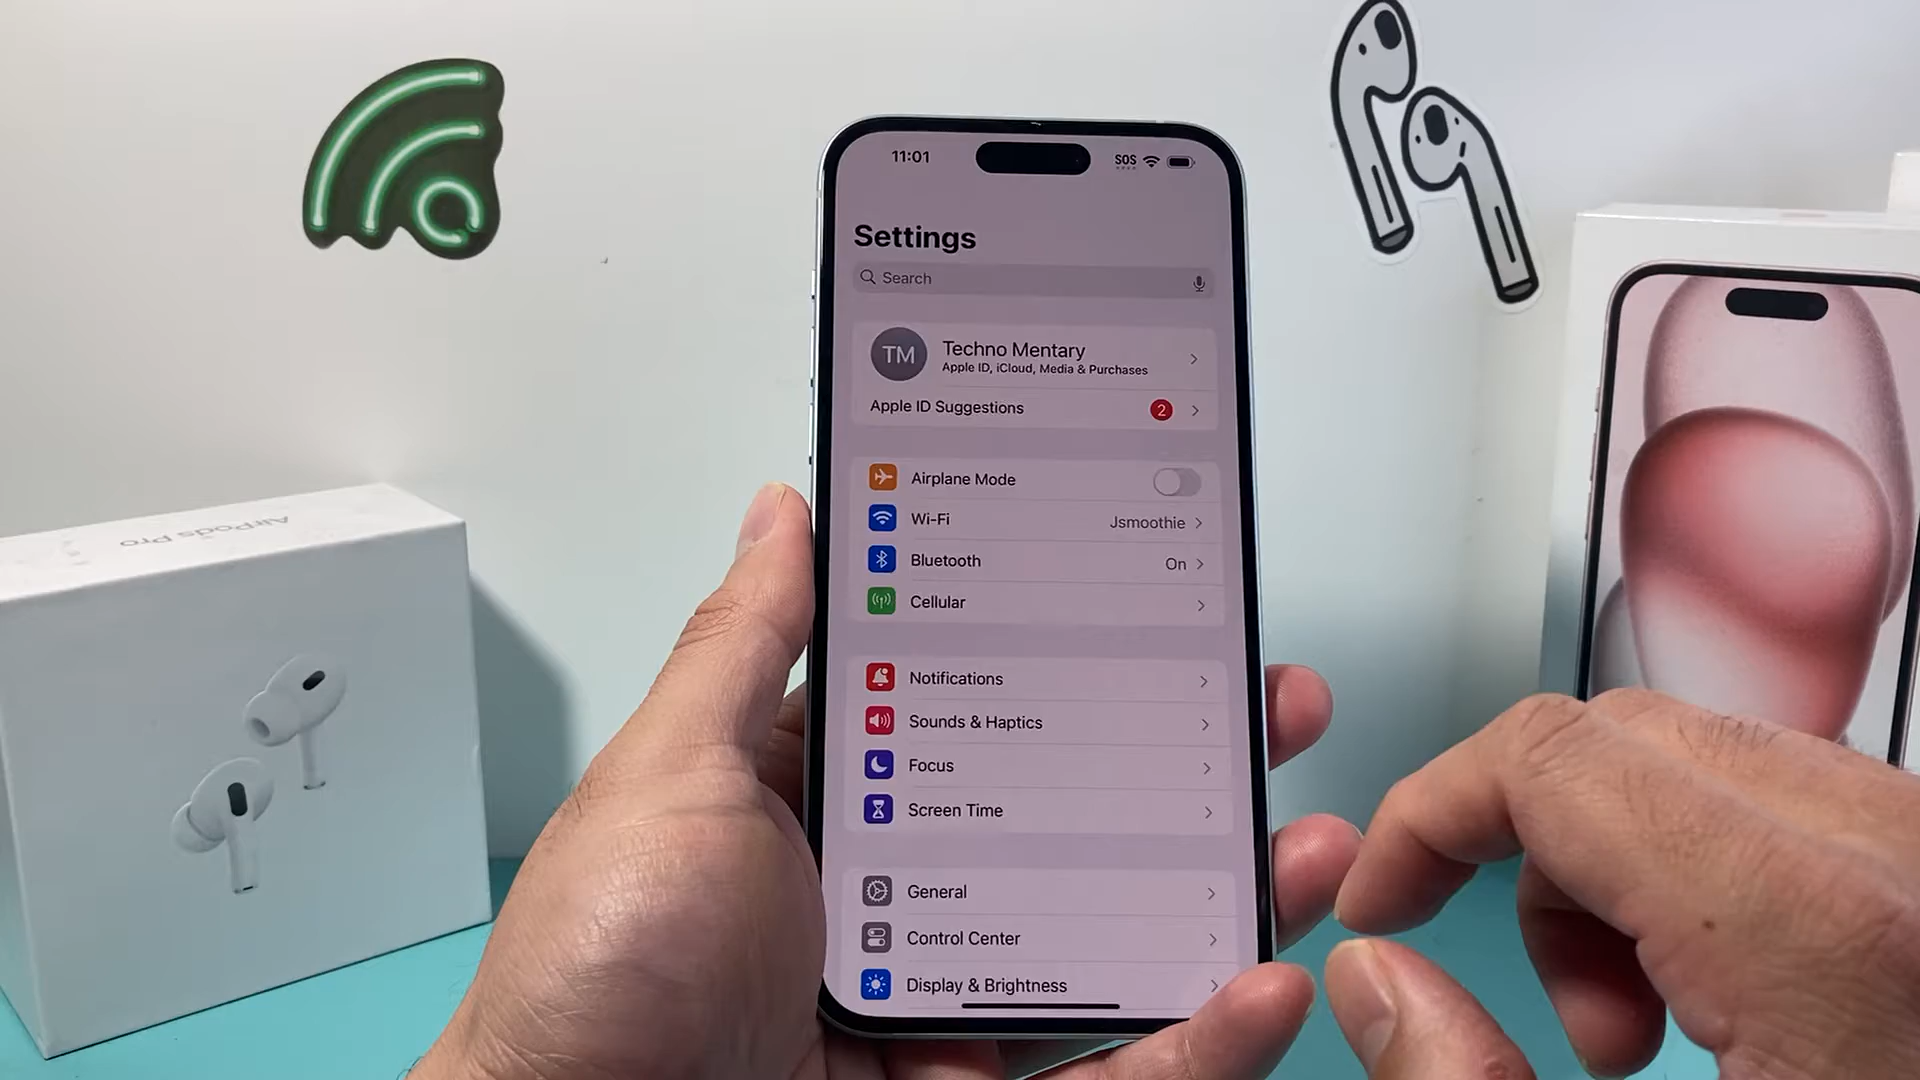 11:01
SOS
Settings
Search
TM
Techno Mentary
Apple ID, iCloud, Media & Purchases
Apple ID Suggestions 2
Airplane Mode
Wi-Fi Jsmoothie
Bluetooth On
Cellular
Notifications
Sounds & Haptics
Focus
Screen Time
General
Control Center
Display & Brightness
AirPods Pro